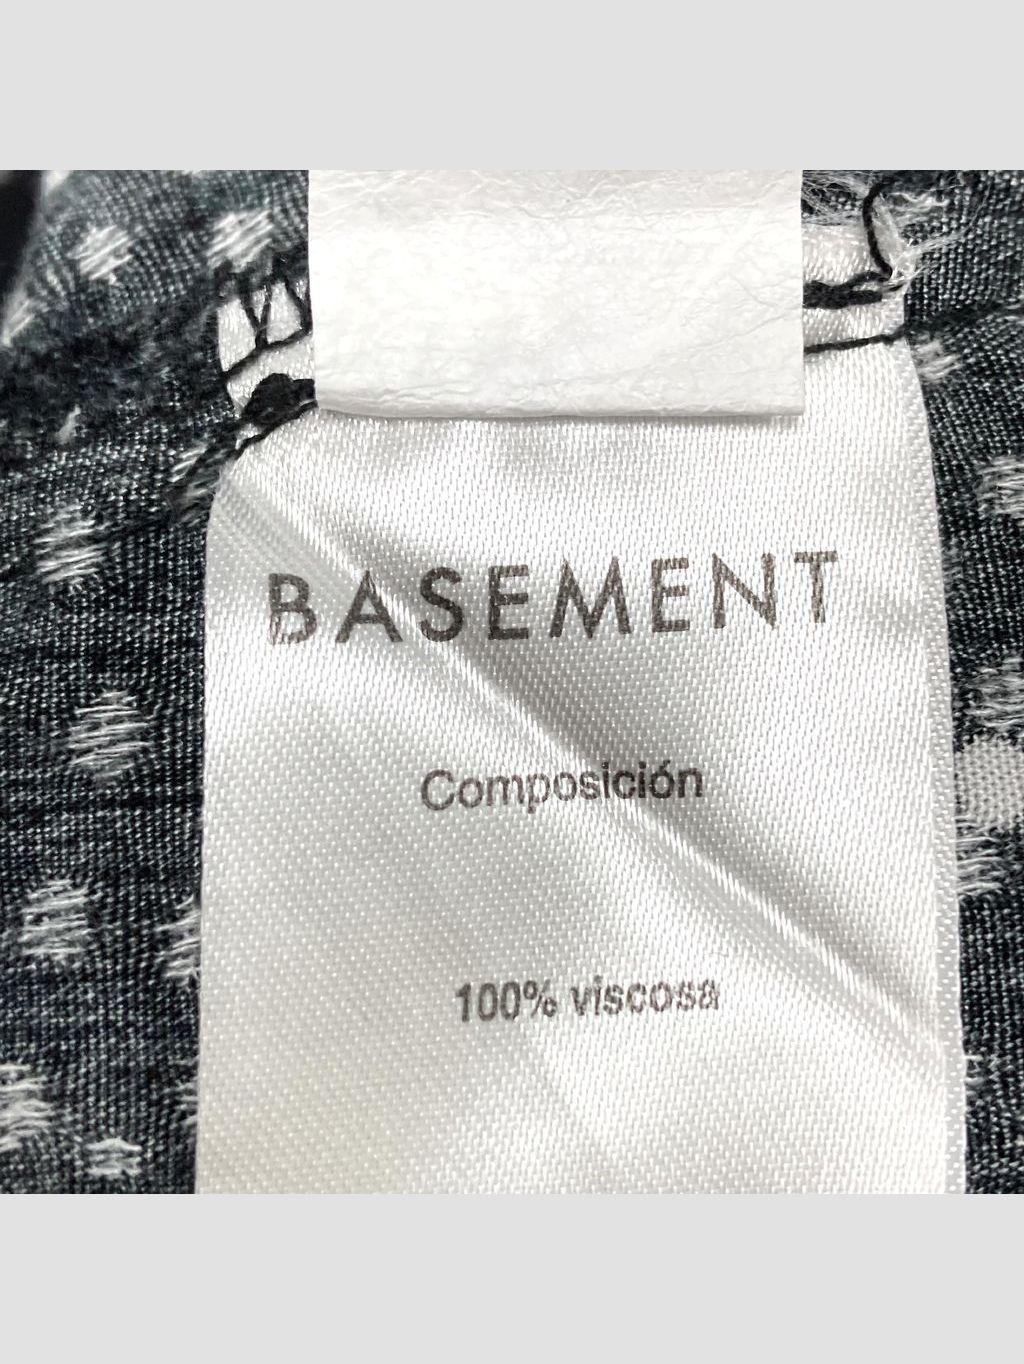 BASEMENT
Composición
100% viscosa